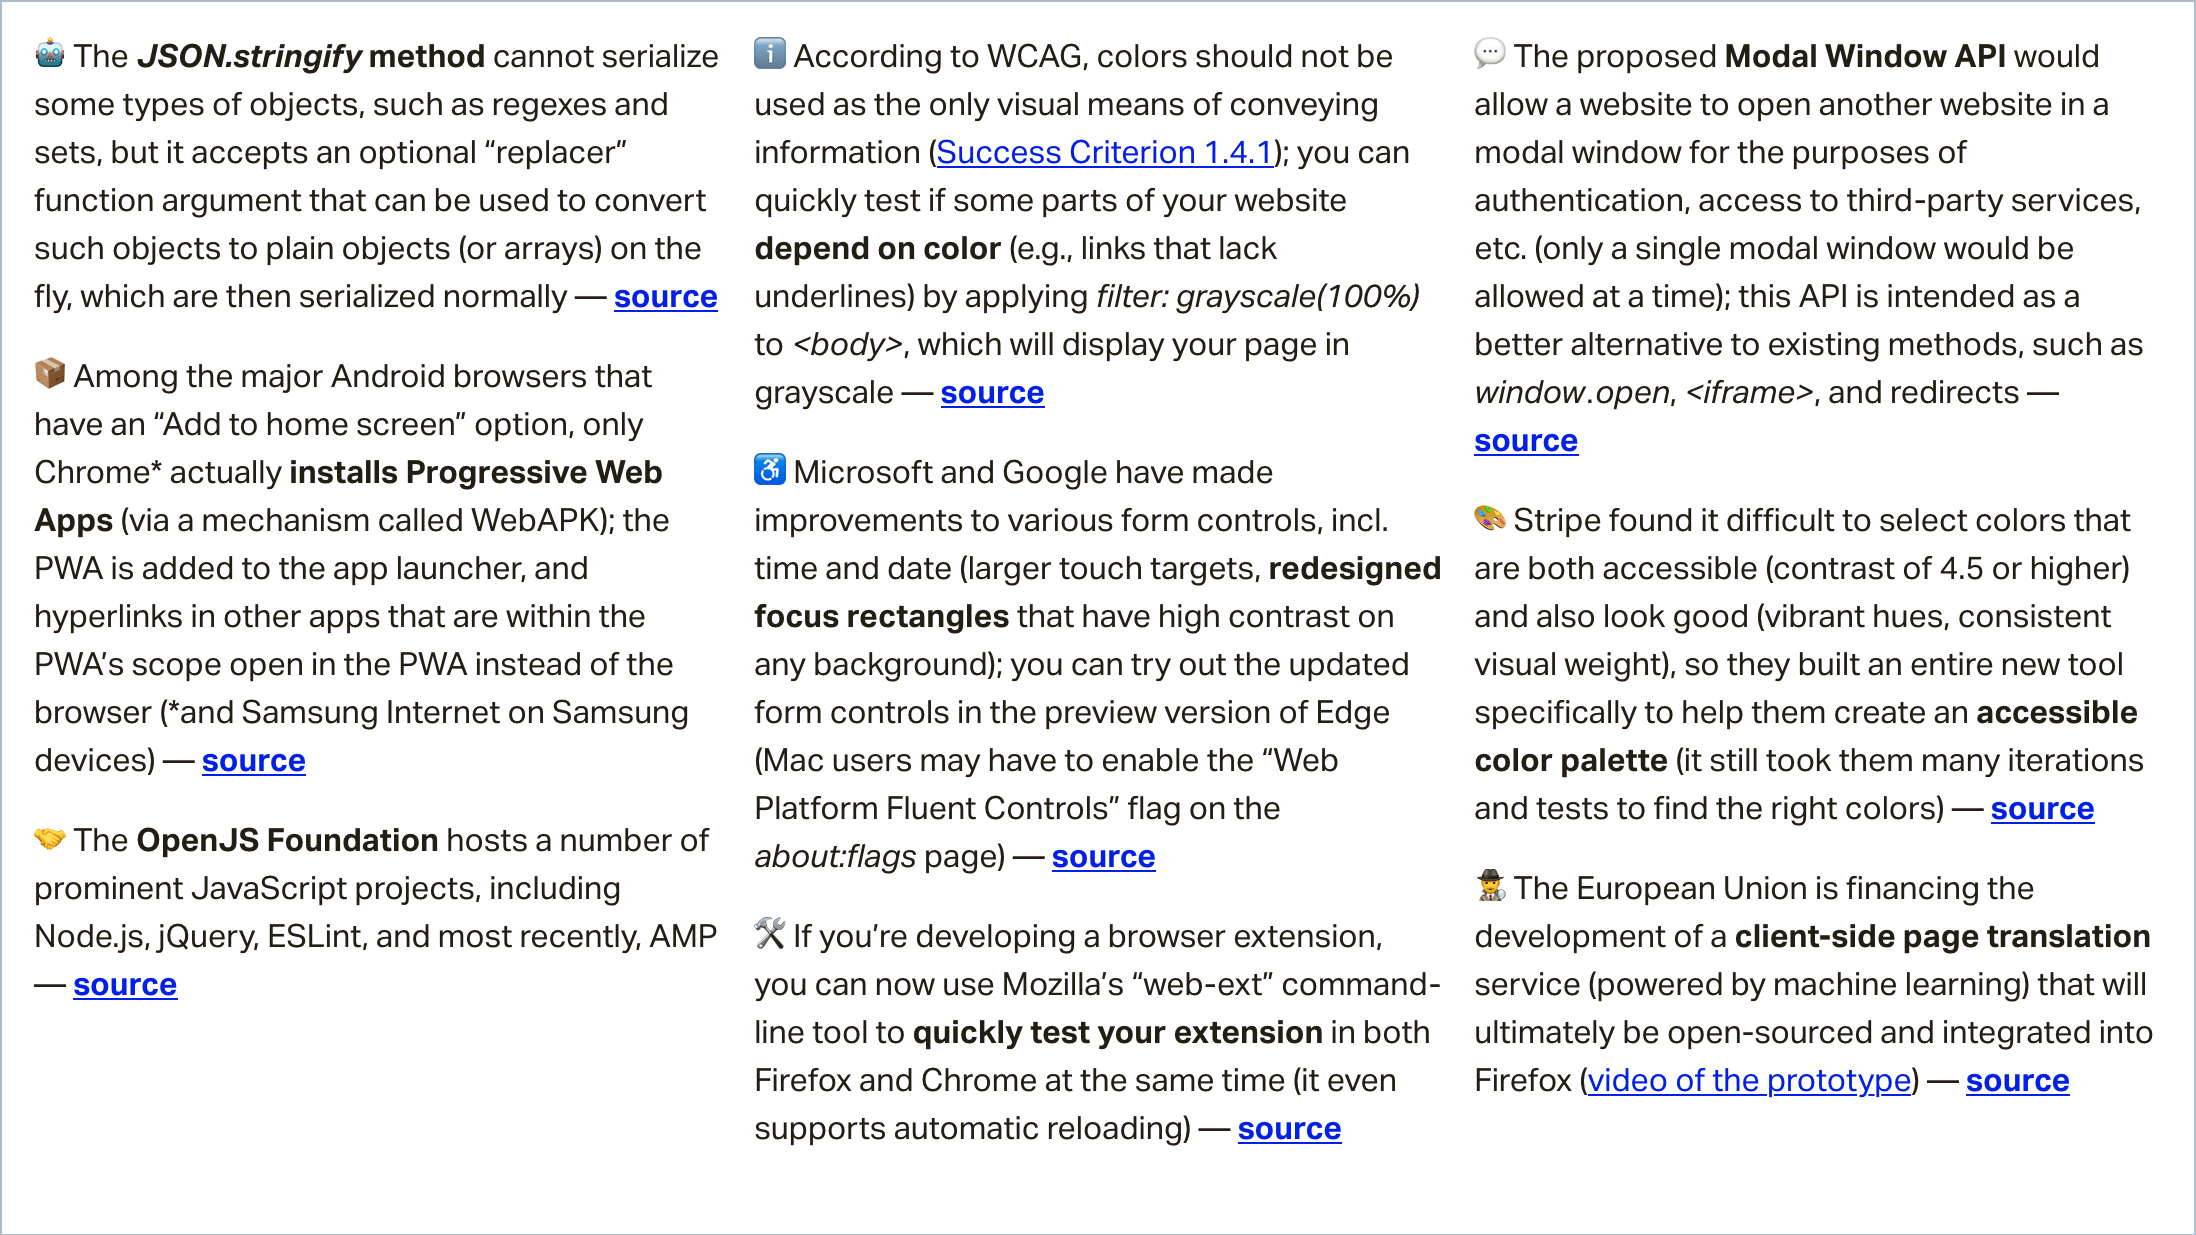 🤖 The JSON.stringify method cannot serialize
some types of objects, such as regexes and
sets, but it accepts an optional “replacer”
function argument that can be used to convert
such objects to plain objects (or arrays) on the
fly, which are then serialized normally — source
📦 Among the major Android browsers that
have an “Add to home screen” option, only
Chrome* actually installs Progressive Web
Apps (via a mechanism called WebAPK); the
PWA is added to the app launcher, and
hyperlinks in other apps that are within the
PWA’s scope open in the PWA instead of the
browser (*and Samsung Internet on Samsung
devices) — source
🤝 The OpenJS Foundation hosts a number of
prominent JavaScript projects, including
Node.js, jQuery, ESLint, and most recently, AMP
— source
ℹ️ According to WCAG, colors should not be
used as the only visual means of conveying
information (Success Criterion 1.4.1); you can
quickly test if some parts of your website
depend on color (e.g., links that lack
underlines) by applying filter: grayscale(100%)
to <body>, which will display your page in
grayscale — source
♿ Microsoft and Google have made
improvements to various form controls, incl.
time and date (larger touch targets, redesigned
focus rectangles that have high contrast on
any background); you can try out the updated
form controls in the preview version of Edge
(Mac users may have to enable the “Web
Platform Fluent Controls” flag on the
about:flags page) — source
🛠 If you’re developing a browser extension,
you can now use Mozilla’s “web-ext” command-
line tool to quickly test your extension in both
Firefox and Chrome at the same time (it even
supports automatic reloading) — source
💬 The proposed Modal Window API would
allow a website to open another website in a
modal window for the purposes of
authentication, access to third-party services,
etc. (only a single modal window would be
allowed at a time); this API is intended as a
better alternative to existing methods, such as
window.open, <iframe>, and redirects —
source
🎨 Stripe found it difficult to select colors that
are both accessible (contrast of 4.5 or higher)
and also look good (vibrant hues, consistent
visual weight), so they built an entire new tool
specifically to help them create an accessible
color palette (it still took them many iterations
and tests to find the right colors) — source
🕵️ The European Union is financing the
development of a client-side page translation
service (powered by machine learning) that will
ultimately be open-sourced and integrated into
Firefox (video of the prototype) — source